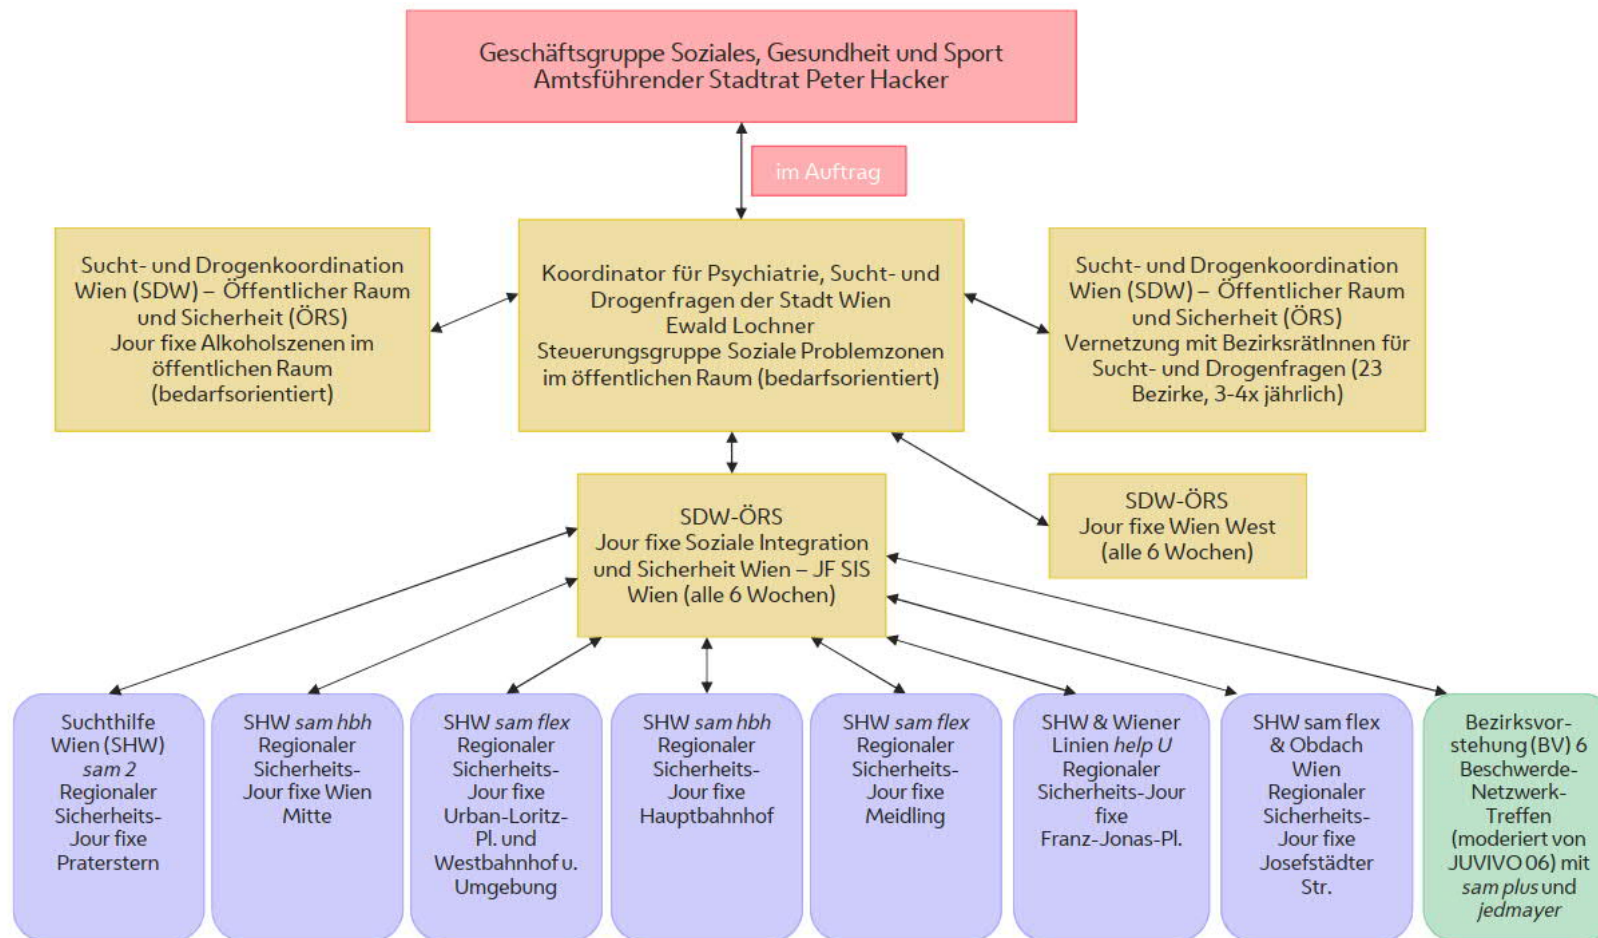 Geschäftsgruppe Soziales, Gesundheit und Sport
Amtsführender Stadtrat Peter Hacker
im Auftrag
Sucht- und Drogenkoordination
Wien (SDW) – Öffentlicher Raum
und Sicherheit (ÖRS)
Jour fixe Alkoholszenen im
öffentlichen Raum
(bedarfsorientiert)
Koordinator für Psychiatrie, Sucht- und
Drogenfragen der Stadt Wien
Ewald Lochner
Steuerungsgruppe Soziale Problemzonen
im öffentlichen Raum (bedarfsorientiert)
Sucht- und Drogenkoordination
Wien (SDW) – Öffentlicher Raum
und Sicherheit (ÖRS)
Vernetzung mit BezirksrätInnen für
Sucht- und Drogenfragen (23
Bezirke, 3-4x jährlich)
SDW-ÖRS
Jour fixe Soziale Integration
und Sicherheit Wien – JF SIS
Wien (alle 6 Wochen)
SDW-ÖRS
Jour fixe Wien West
(alle 6 Wochen)
Suchthilfe
Wien (SHW)
sam 2
Regionaler
Sicherheits-
Jour fixe
Praterstern
SHW sam hbh
Regionaler
Sicherheits-
Jour fixe Wien
Mitte
SHW sam flex
Regionaler
Sicherheits-
Jour fixe
Urban-Loritz-
Pl. und
Westbahnhof u.
Umgebung
SHW sam hbh
Regionaler
Sicherheits-
Jour fixe
Hauptbahnhof
SHW sam flex
Regionaler
Sicherheits-
Jour fixe
Meidling
SHW & Wiener
Linien help U
Regionaler
Sicherheits-Jour
fixe
Franz-Jonas-Pl.
SHW sam flex
& Obdach
Wien
Regionaler
Sicherheits-
Jour fixe
Josefstädter
Str.
Bezirksvor-
stehung (BV) 6
Beschwerde-
Netzwerk-
Treffen
(moderiert von
JUVIVO 06) mit
sam plus und
jedmayer